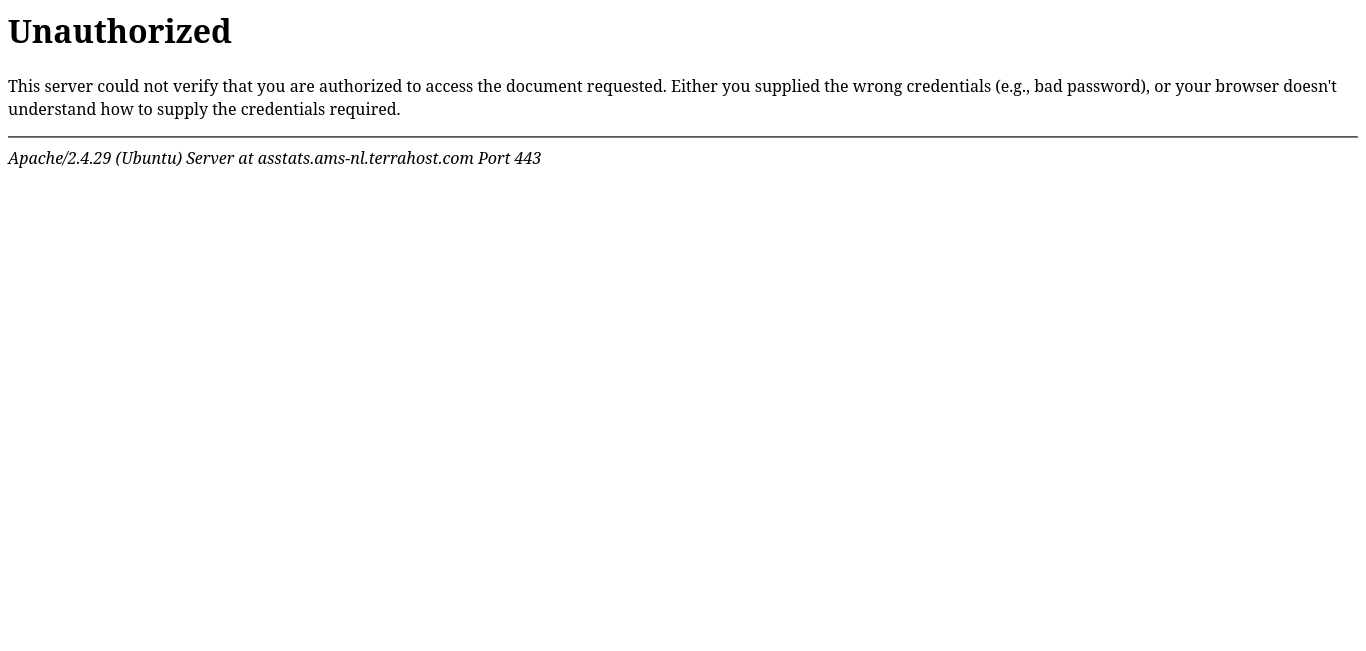 Unauthorized
This server could not verify that you are authorized to access the document requested. Either you supplied the wrong credentials (e.g., bad password), or your browser doesn't
understand how to supply the credentials required.
Apache/2.4.29 (Ubuntu) Server at asstats.ams-nl.terrahost.com Port 443